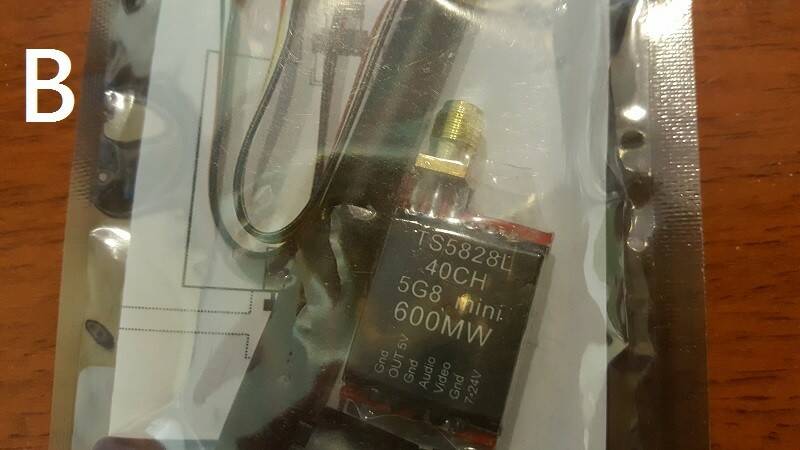 B
TS5828L
40CH
5G8 mini
600MW
Gnd
OUT 5V
Gnd
Audio
Video
Gnd
7-24V